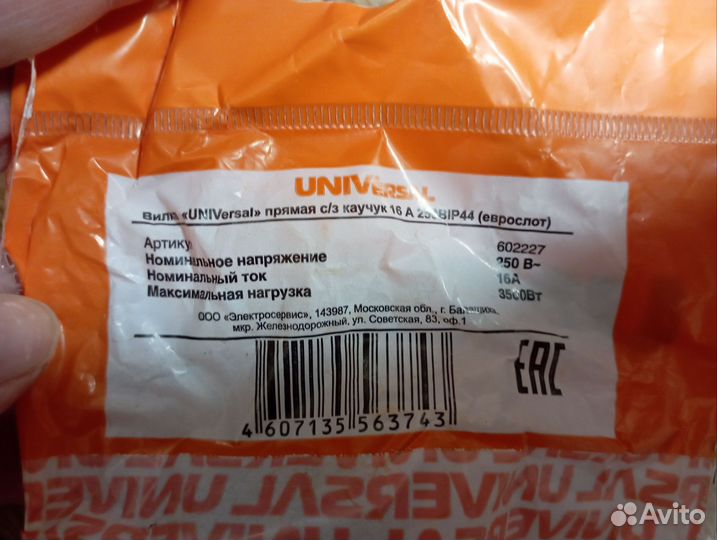 UNIVERSAL
Вилка «UNIVersal» прямая с/з каучук 16 А 250В IP44 (еврослот)
Артикул 602227
Номинальное напряжение 250 В~
Номинальный ток 16А
Максимальная нагрузка 3500Вт
ООО «Электросервис», 143987, Московская обл., г. Балашиха,
мкр. Железнодорожный, ул. Советская, 83, оф.1
EAC
4 607135 563743
UNIVERSAL UNIVERSAL
UNIVERSAL UNIVERSAL
Avito